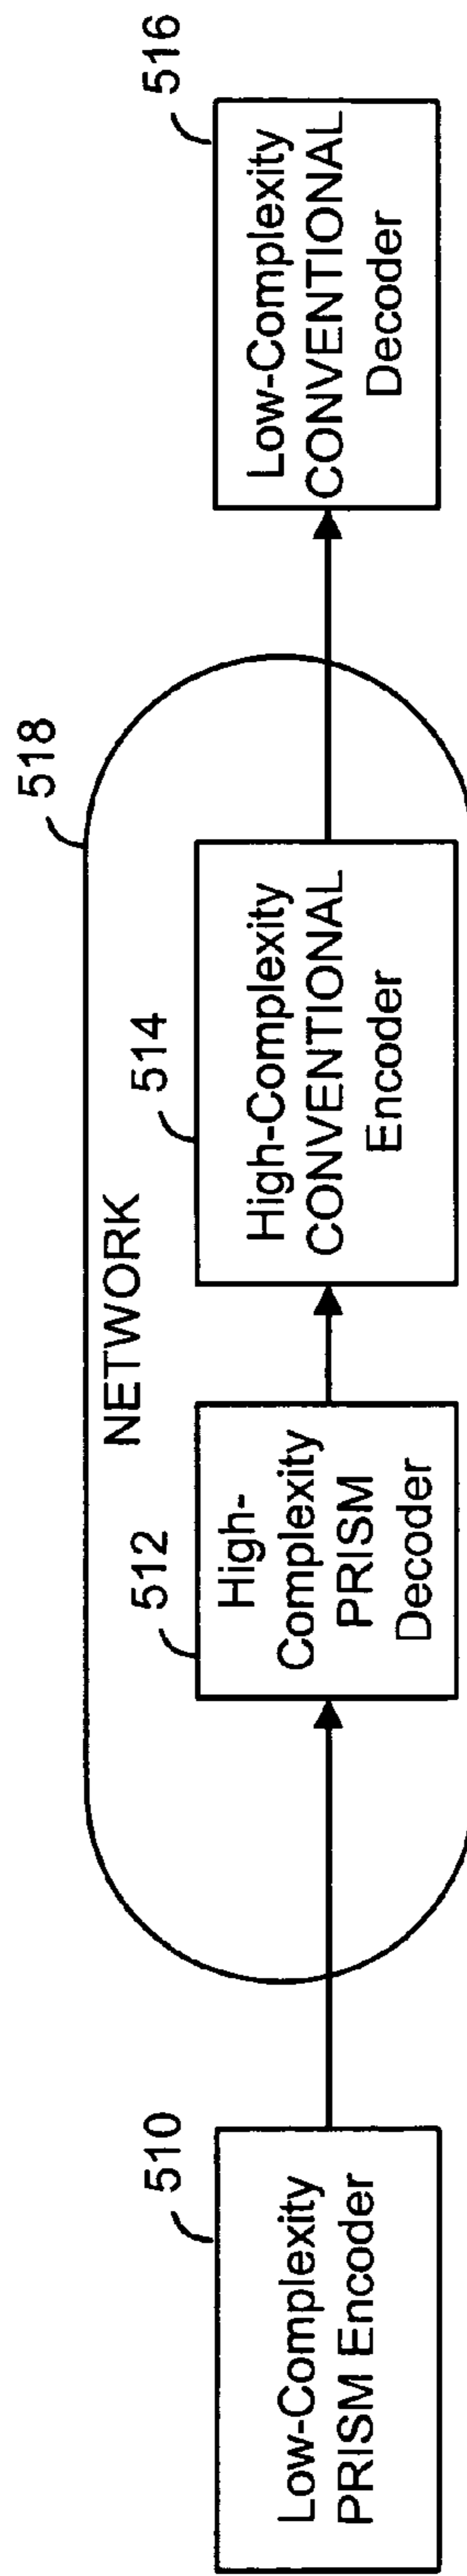 510
Low-Complexity
PRISM Encoder
518
NETWORK
512
High-
Complexity
PRISM
Decoder
514
High-Complexity
CONVENTIONAL
Encoder
516
Low-Complexity
CONVENTIONAL
Decoder